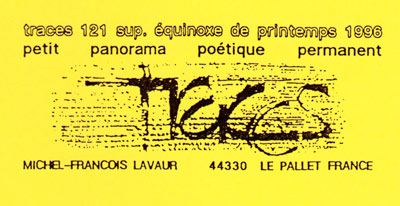 traces 121 sup. équinoxe de printemps 1996
petit panorama poétique permanent
Traces
MICHEL-FRANCOIS LAVAUR 44330 LE PALLET FRANCE